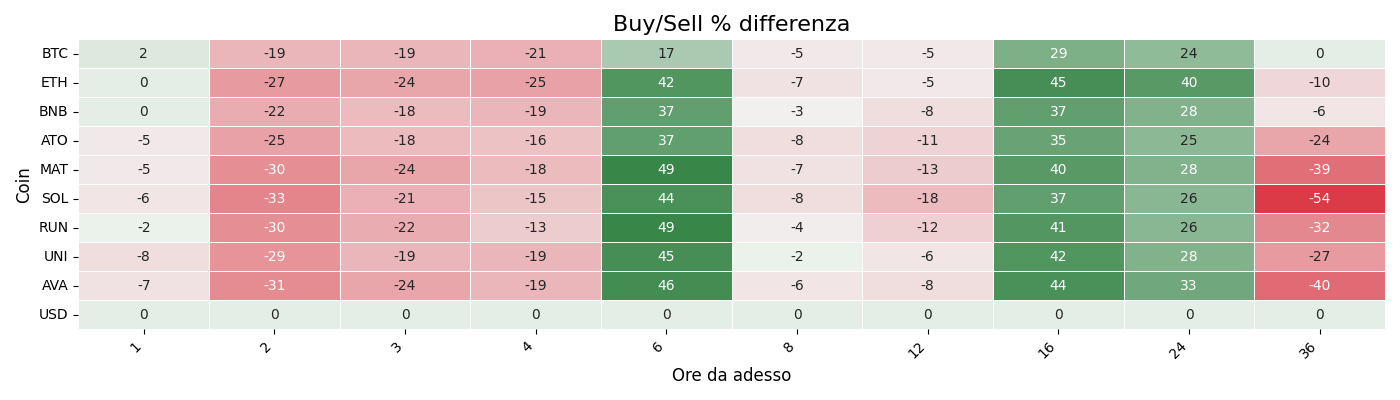 Buy/Sell % differenza
Coin
BTC 2 -19 -19 -21 17 -5 -5 29 24 0
ETH 0 -27 -24 -25 42 -7 -5 45 40 -10
BNB 0 -22 -18 -19 37 -3 -8 37 28 -6
ATO -5 -25 -18 -16 37 -8 -11 35 25 -24
MAT -5 -30 -24 -18 49 -7 -13 40 28 -39
SOL -6 -33 -21 -15 44 -8 -18 37 26 -54
RUN -2 -30 -22 -13 49 -4 -12 41 26 -32
UNI -8 -29 -19 -19 45 -2 -6 42 28 -27
AVA -7 -31 -24 -19 46 -6 -8 44 33 -40
USD 0 0 0 0 0 0 0 0 0 0
1 2 3 4 6 8 12 16 24 36
Ore da adesso